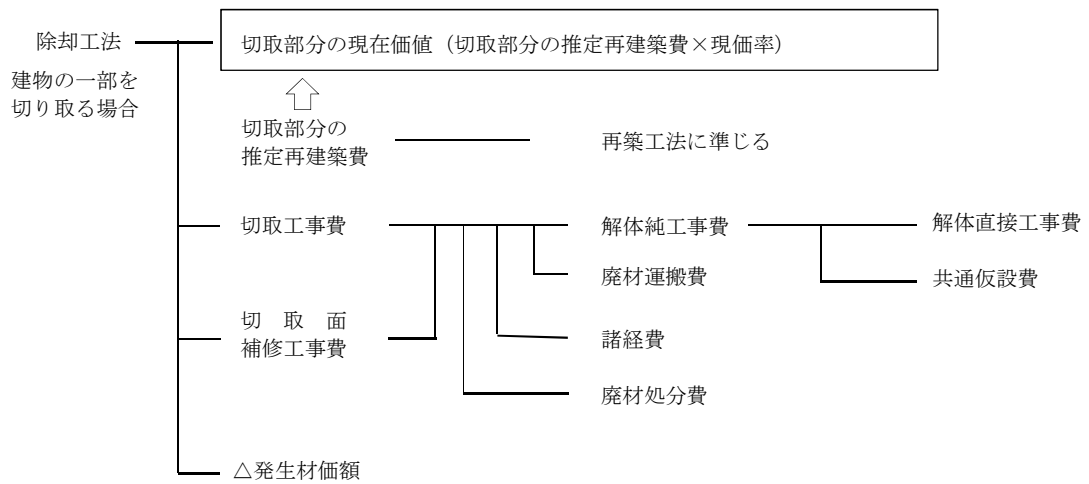 除却工法
建物の一部を
切り取る場合
切取部分の現在価値（切取部分の推定再建築費×現価率）
切取部分の
推定再建築費
再築工法に準じる
切取工事費
解体純工事費
解体直接工事費
廃材運搬費
共通仮設費
切　取　面
補修工事費
諸経費
廃材処分費
△発生材価額